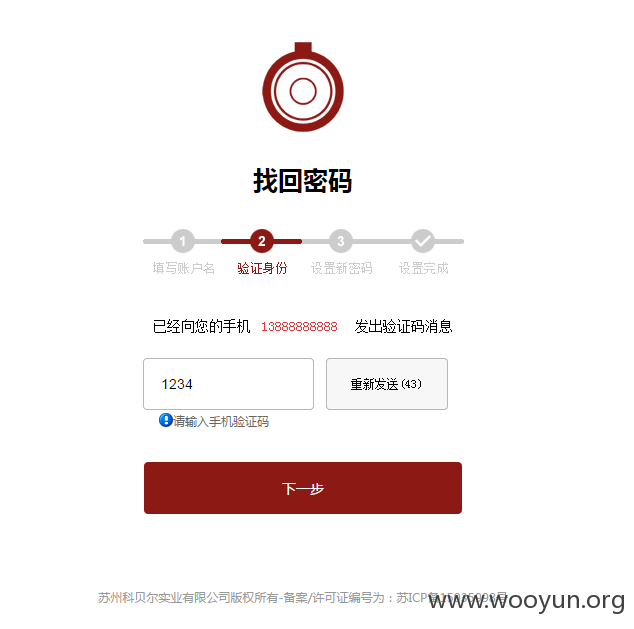 找回密码
1 2 3
填写账户名 验证身份 设置新密码 设置完成
已经向您的手机 13888888888 发出验证码消息
1234 重新发送(43)
请输入手机验证码
下一步
苏州科贝尔实业有限公司版权所有-备案/许可证编号为：苏ICP
www.wooyun.org